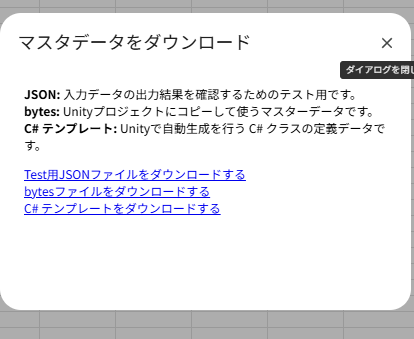 マスタデータをダウンロード
ダイアログを閉
JSON: 入力データの出力結果を確認するためのテスト用です。
bytes: Unityプロジェクトにコピーして使うマスターデータです。
C# テンプレート: Unityで自動生成を行う C# クラスの定義データで
す。
Test用JSONファイルをダウンロードする
bytesファイルをダウンロードする
C# テンプレートをダウンロードする